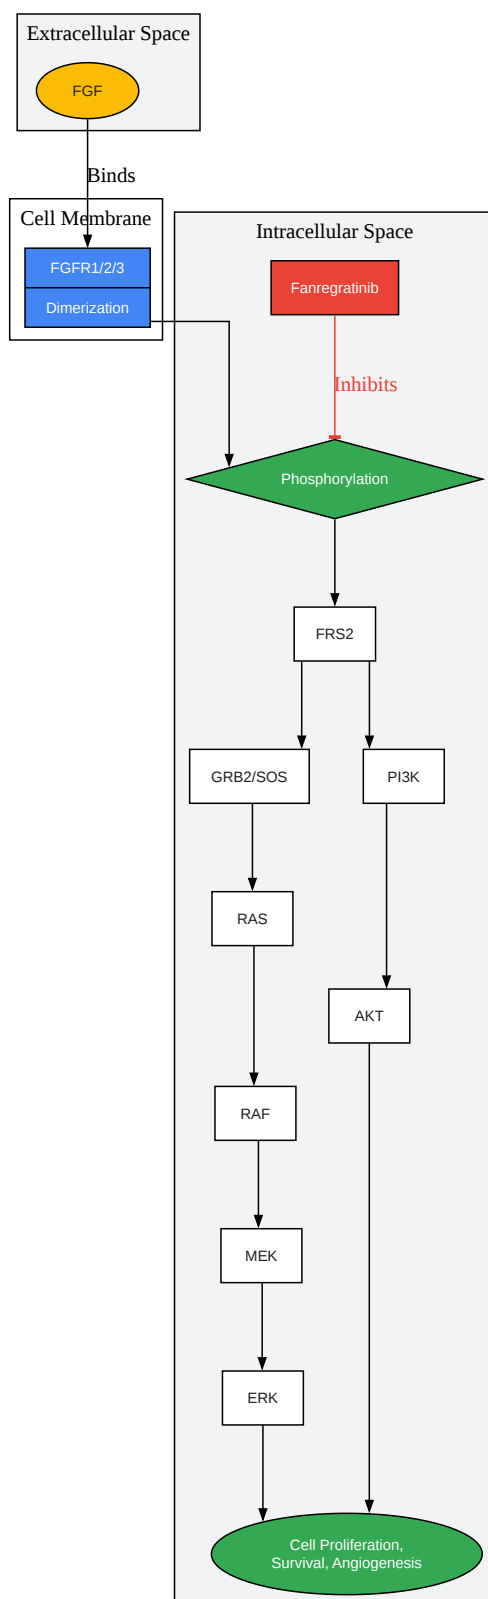 Extracellular Space
FGF
Binds
Cell Membrane
FGFR1/2/3
Dimerization
Intracellular Space
Fanregratinib
Inhibits
Phosphorylation
FRS2
GRB2/SOS
PI3K
RAS
AKT
RAF
MEK
ERK
Cell Proliferation,
Survival, Angiogenesis